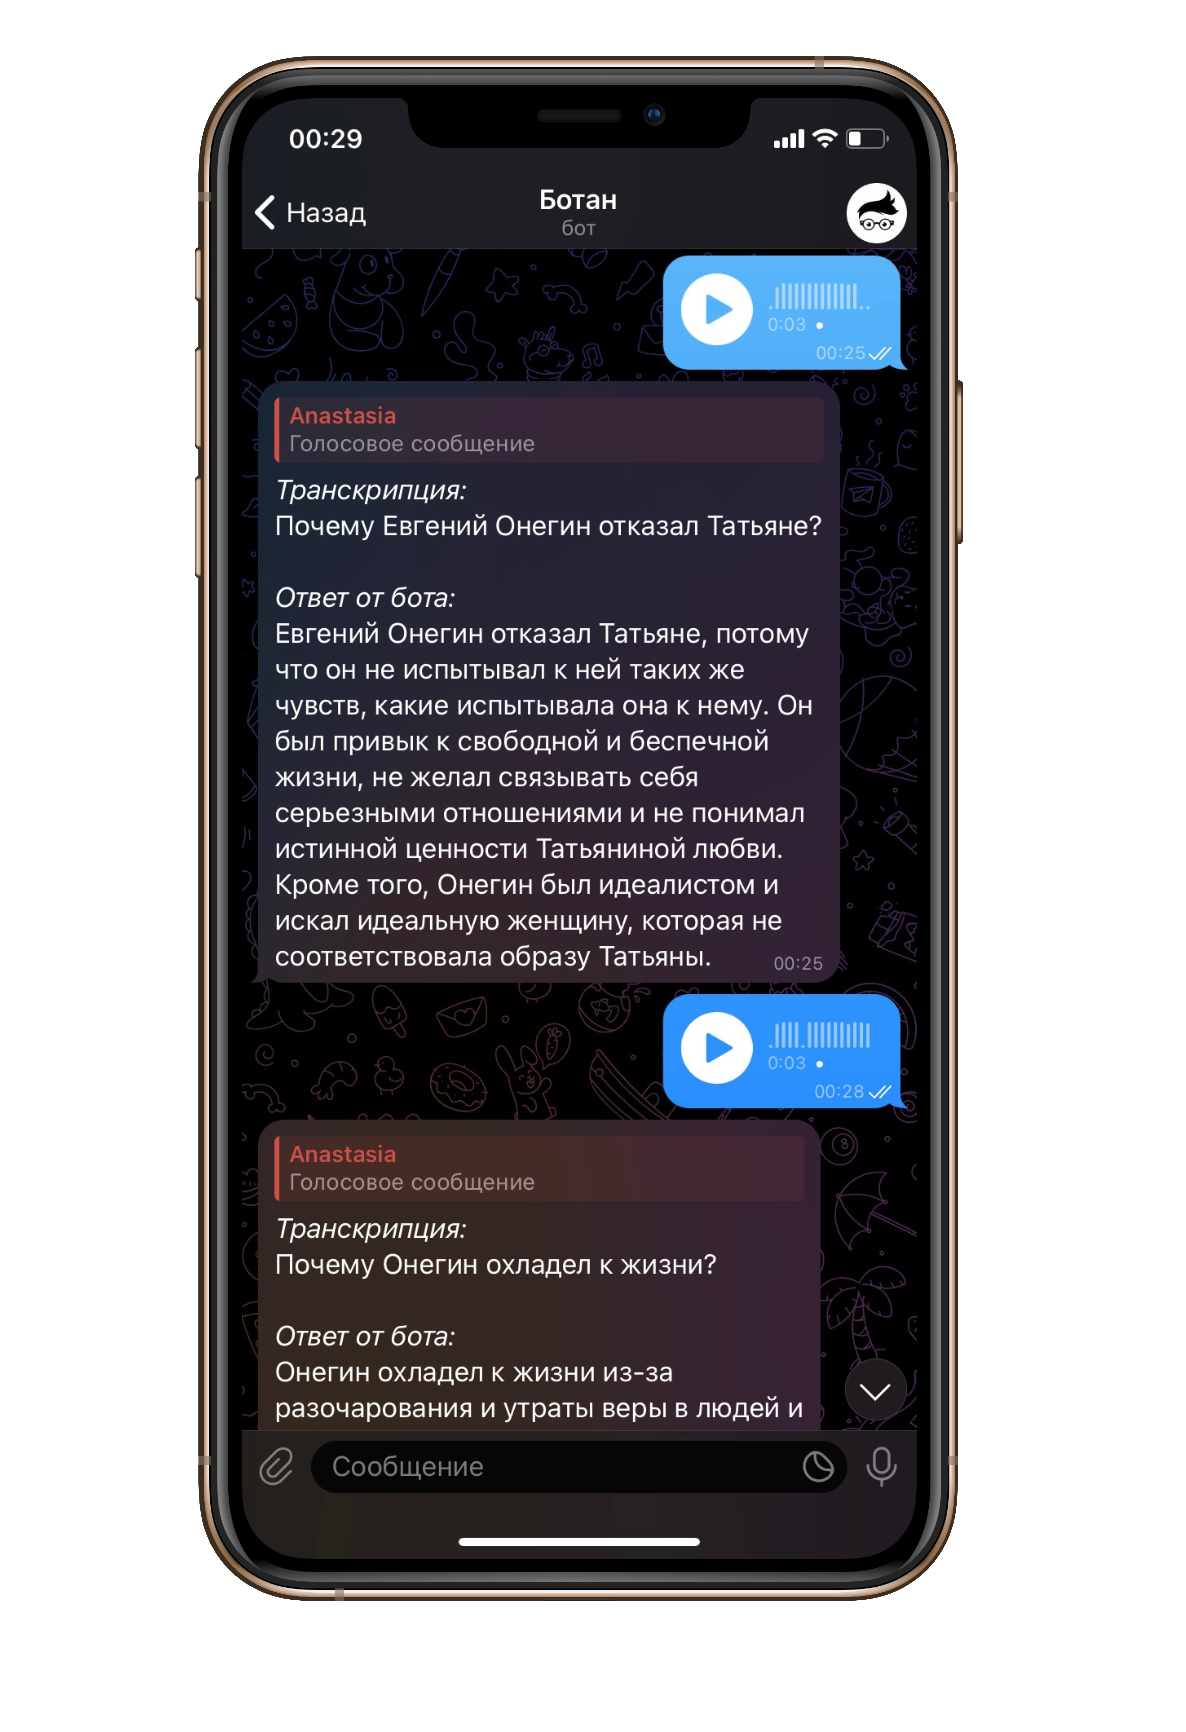 00:29
Назад
Ботан
бот
0:03
00:25
Anastasia
Голосовое сообщение
Транскрипция:
Почему Евгений Онегин отказал Татьяне?
Ответ от бота:
Евгений Онегин отказал Татьяне, потому
что он не испытывал к ней таких же
чувств, какие испытывала она к нему. Он
был привык к свободной и беспечной
жизни, не желал связывать себя
серьезными отношениями и не понимал
истинной ценности Татьяниной любви.
Кроме того, Онегин был идеалистом и
искал идеальную женщину, которая не
соответствовала образу Татьяны.
00:25
0:03
00:28
Anastasia
Голосовое сообщение
Транскрипция:
Почему Онегин охладел к жизни?
Ответ от бота:
Онегин охладел к жизни из-за
разочарования и утраты веры в людей и
Сообщение